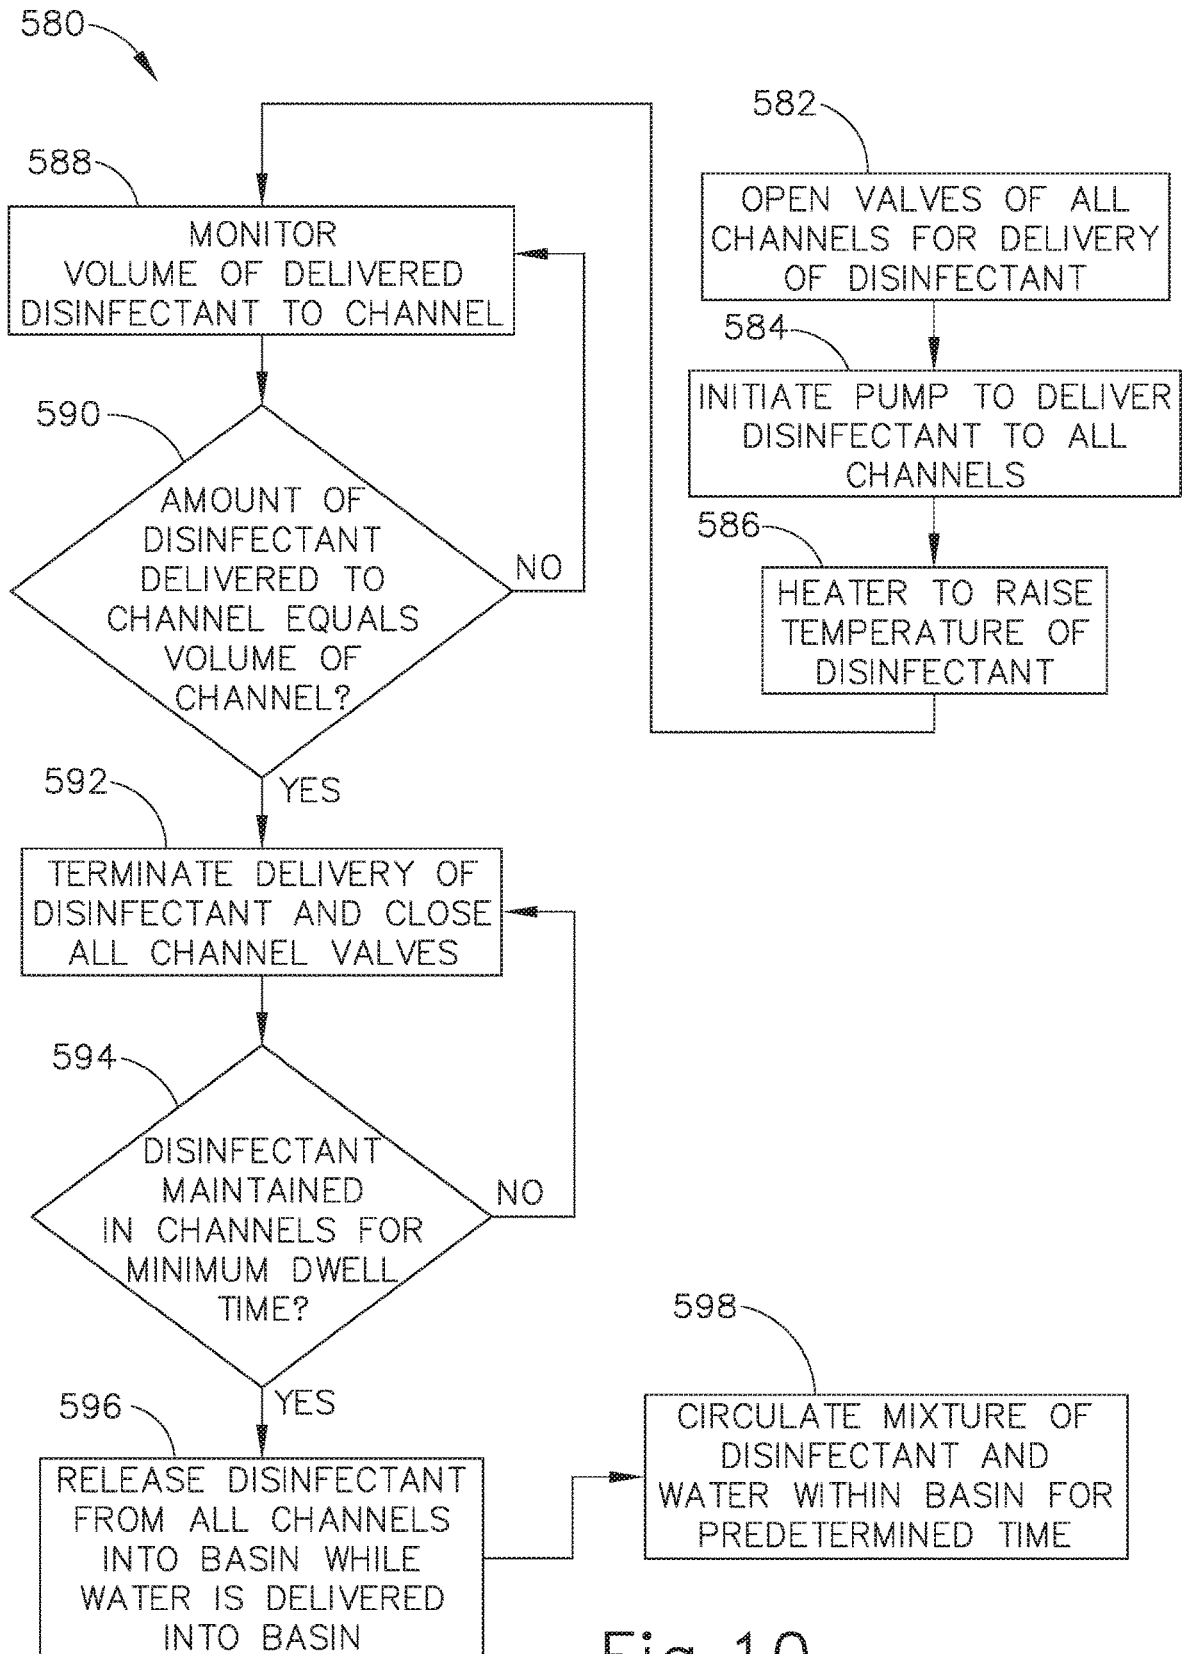 580
582
OPEN VALVES OF ALL
CHANNELS FOR DELIVERY
OF DISINFECTANT
584
INITIATE PUMP TO DELIVER
DISINFECTANT TO ALL
CHANNELS
586
HEATER TO RAISE
TEMPERATURE OF
DISINFECTANT
588
MONITOR
VOLUME OF DELIVERED
DISINFECTANT TO CHANNEL
590
AMOUNT OF
DISINFECTANT
DELIVERED TO
CHANNEL EQUALS
VOLUME OF
CHANNEL?
NO
YES
592
TERMINATE DELIVERY OF
DISINFECTANT AND CLOSE
ALL CHANNEL VALVES
594
DISINFECTANT
MAINTAINED
IN CHANNELS FOR
MINIMUM DWELL
TIME?
NO
YES
596
RELEASE DISINFECTANT
FROM ALL CHANNELS
INTO BASIN WHILE
WATER IS DELIVERED
INTO BASIN
598
CIRCULATE MIXTURE OF
DISINFECTANT AND
WATER WITHIN BASIN FOR
PREDETERMINED TIME